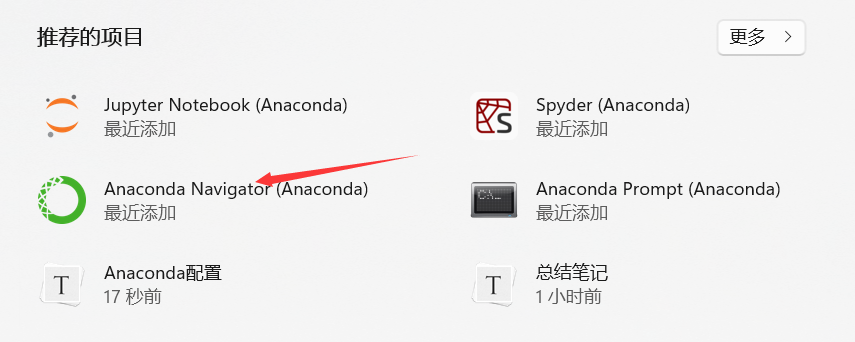 推荐的项目
更多
Jupyter Notebook (Anaconda)
最近添加
Spyder (Anaconda)
最近添加
Anaconda Navigator (Anaconda)
最近添加
Anaconda Prompt (Anaconda)
最近添加
Anaconda配置
17 秒前
总结笔记
1 小时前